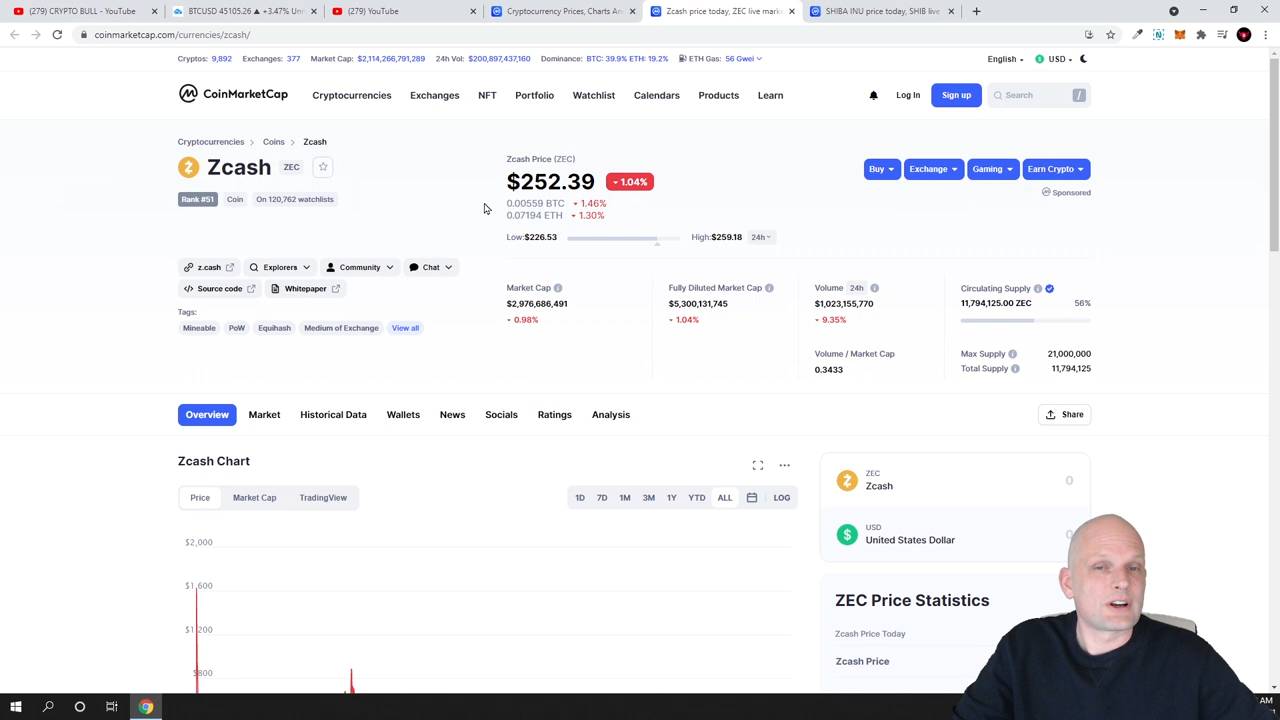 (279) CRYPTO BULL - YouTube
BTCUSD 45105.26 ▲ +3.47% Un
(279) YouTube
Cryptocurrency Prices, Charts An
Zcash price today, ZEC live mark
SHIBA INU price today, SHIB live
coinmarketcap.com/currencies/zcash/
Cryptos: 9,892 Exchanges: 377 Market Cap: $2,114,266,791,289 24h Vol: $200,897,437,160 Dominance: BTC: 39.9% ETH: 19.2% ETH Gas: 56 Gwei
English USD
CoinMarketCap
Cryptocurrencies Exchanges NFT Portfolio Watchlist Calendars Products Learn
Log In Sign up Search /
Cryptocurrencies > Coins > Zcash
Zcash ZEC
Rank #51 Coin On 120,762 watchlists
Zcash Price (ZEC)
$252.39 1.04%
0.00559 BTC 1.46%
0.07194 ETH 1.30%
Low: $226.53 High: $259.18 24h
Buy Exchange Gaming Earn Crypto
Sponsored
z.cash Explorers Community Chat
Source code Whitepaper
Tags:
Mineable PoW Equihash Medium of Exchange View all
Market Cap
$2,976,686,491
0.98%
Fully Diluted Market Cap
$5,300,131,745
1.04%
Volume 24h
$1,023,155,770
9.35%
Volume / Market Cap
0.3433
Circulating Supply
11,794,125.00 ZEC 56%
Max Supply 21,000,000
Total Supply 11,794,125
Overview Market Historical Data Wallets News Socials Ratings Analysis
Share
Zcash Chart
Price Market Cap TradingView
1D 7D 1M 3M 1Y YTD ALL LOG
$2,000
$1,600
$1,200
$800
ZEC
Zcash 0
USD
United States Dollar 0
ZEC Price Statistics
Zcash Price Today
Zcash Price
AM